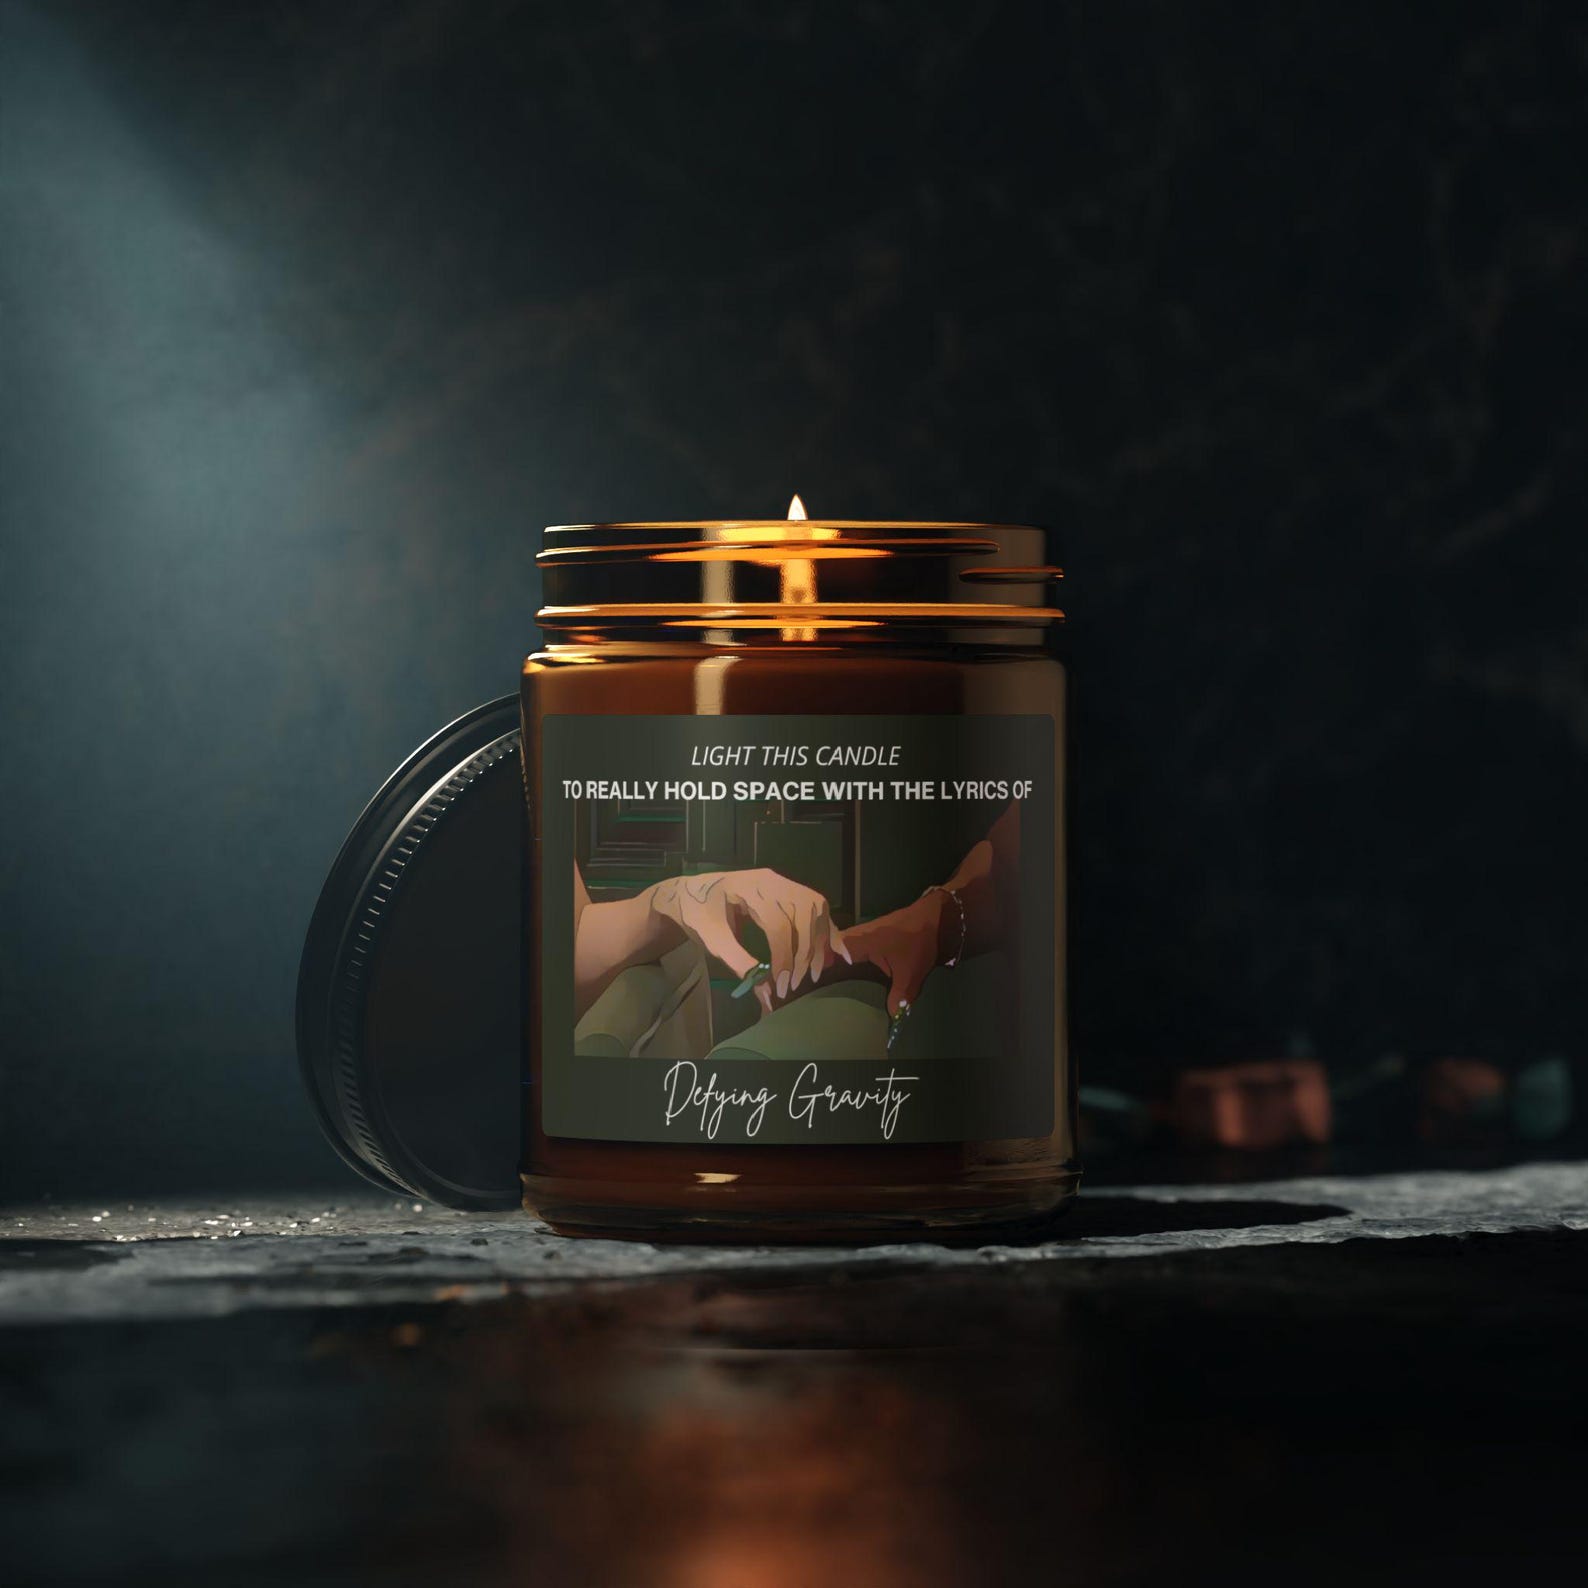 LIGHT THIS CANDLE
TO REALLY HOLD SPACE WITH THE LYRICS OF
Defying Gravity